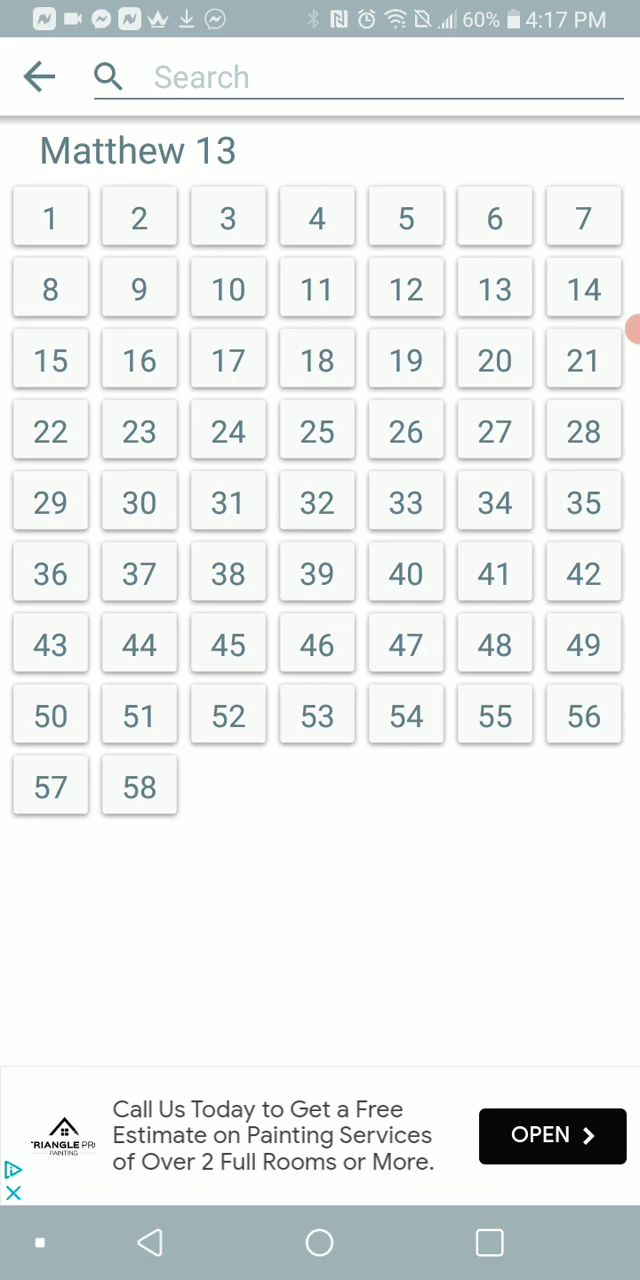 60% 4:17 PM
Search
Matthew 13
1 2 3 4 5 6 7
8 9 10 11 12 13 14
15 16 17 18 19 20 21
22 23 24 25 26 27 28
29 30 31 32 33 34 35
36 37 38 39 40 41 42
43 44 45 46 47 48 49
50 51 52 53 54 55 56
57 58
Call Us Today to Get a Free
Estimate on Painting Services
of Over 2 Full Rooms or More.
RIANGLE PR
PAINTING
OPEN